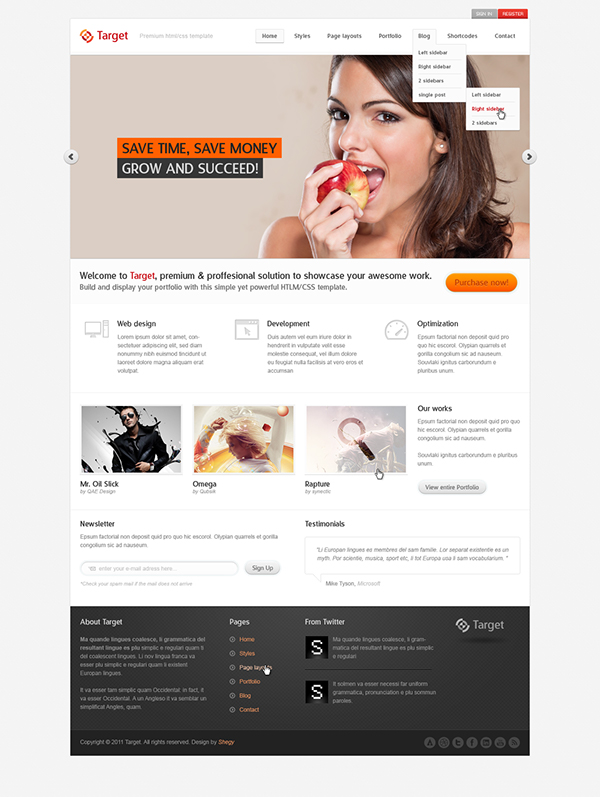 SIGN IN REGISTER
Target Premium html/css template Home Styles Page layouts Portfolio Blog Shortcodes Contact
Left sidebar
Right sidebar
2 sidebars
single post
Left sidebar
Right sidebar
2 sidebars
SAVE TIME, SAVE MONEY
GROW AND SUCCEED!
Welcome to Target, premium & proffesional solution to showcase your awesome work.
Build and display your portfolio with this simple yet powerful HTLM/CSS template.
Purchase now!
Web design
Lorem ipsum dolor sit amet, con-
sectetuer adipiscing elit, sed diam
nonummy nibh euismod tincidunt ut
laoreet dolore magna aliquam erat
volutpat.
Development
Duis autem vel eum iriure dolor in
hendrerit in vulputate velit esse
molestie consequat, vel illum dolore
eu feugiat nulla facilisis at vero eros et
accumsan
Optimization
Epsum factorial non deposit quid pro
quo hic escorol. Olypian quarrels et
gorilla congolium sic ad nauseum.
Souvlaki ignitus carborundum e
pluribus unum.
Mr. Oil Slick
by QAE Design
Omega
by Qubisk
Rapture
by synectic
Our works
Epsum factorial non deposit quid pro
quo hic escorol. Olypian quarrels et gorilla
congolium sic ad nauseum.
Souvlaki ignitus carborundum e pluribus
unum.
View entire Portfolio
Newsletter
Epsum factorial non deposit quid pro quo hic escorol. Olypian quarrels et gorilla
congolium sic ad nauseum.
enter your e-mail adress here...
Sign Up
*Check your spam mail if the mail does not arrive
Testimonials
"Li Europan lingues es membres del sam familie. Lor separat existentie es un
myth. Por scientie, musica, sport etc, li tot Europa usa li sam vocabularium. "
Mike Tyson, Microsoft
About Target
Ma quande lingues coalesce, li grammatica del
resultant lingue es plu simplic e regulari quam ti
del coalescent lingues. Li nov lingua franca va
esser plu simplic e regulari quam li existent
Europan lingues.
It va esser tam simplic quam Occidental: in fact, it
va esser Occidental. A un Angleso it va semblar un
simplificat Angles, quam.
Pages
Home
Styles
Page layouts
Portfolio
Blog
Contact
From Twitter
S
Ma quande lingues coalesce, li gram-
matica del resultant lingue es plu simplic
e regulari
S
It solmen va esser necessi far uniform
grammatica, pronunciation e plu sommun
paroles.
Target
Copyright © 2011 Target. All rights reserved. Design by Shegy